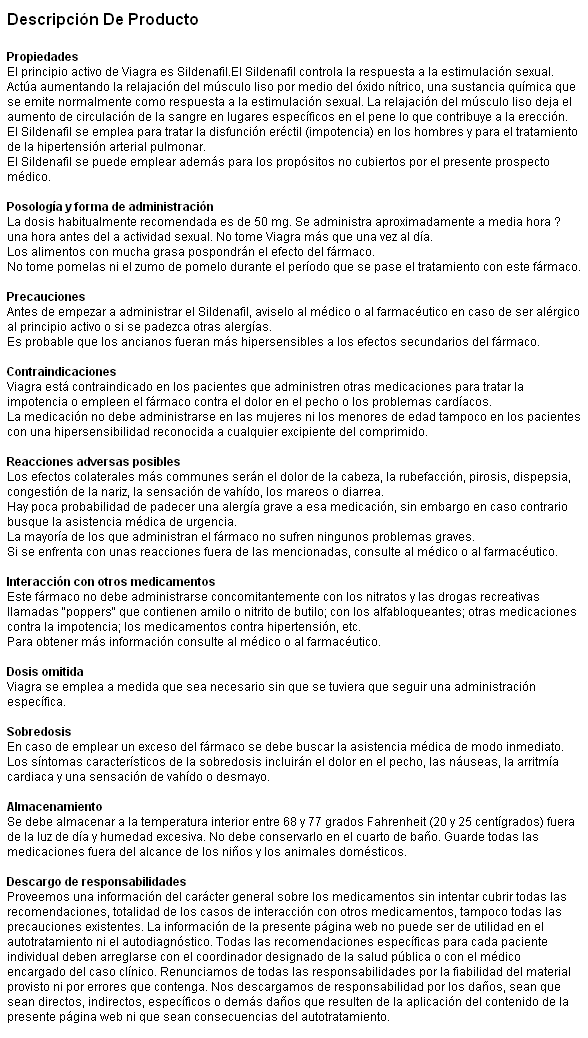 Descripción De Producto
Propiedades
El principio activo de Viagra es Sildenafil.El Sildenafil controla la respuesta a la estimulación sexual.
Actúa aumentando la relajación del músculo liso por medio del óxido nítrico, una sustancia química que
se emite normalmente como respuesta a la estimulación sexual. La relajación del músculo liso deja el
aumento de circulación de la sangre en lugares específicos en el pene lo que contribuye a la erección.
El Sildenafil se emplea para tratar la disfunción eréctil (impotencia) en los hombres y para el tratamiento
de la hipertensión arterial pulmonar.
El Sildenafil se puede emplear además para los propósitos no cubiertos por el presente prospecto
médico.
Posología y forma de administración
La dosis habitualmente recomendada es de 50 mg. Se administra aproximadamente a media hora ?
una hora antes del a actividad sexual. No tome Viagra más que una vez al día.
Los alimentos con mucha grasa pospondrán el efecto del fármaco.
No tome pomelas ni el zumo de pomelo durante el período que se pase el tratamiento con este fármaco.
Precauciones
Antes de empezar a administrar el Sildenafil, aviselo al médico o al farmacéutico en caso de ser alérgico
al principio activo o si se padezca otras alergías.
Es probable que los ancianos fueran más hipersensibles a los efectos secundarios del fármaco.
Contraindicaciones
Viagra está contraindicado en los pacientes que administren otras medicaciones para tratar la
impotencia o empleen el fármaco contra el dolor en el pecho o los problemas cardíacos.
La medicación no debe administrarse en las mujeres ni los menores de edad tampoco en los pacientes
con una hipersensibilidad reconocida a cualquier excipiente del comprimido.
Reacciones adversas posibles
Los efectos colaterales más communes serán el dolor de la cabeza, la rubefacción, pirosis, dispepsia,
congestión de la nariz, la sensación de vahído, los mareos o diarrea.
Hay poca probabilidad de padecer una alergía grave a esa medicación, sin embargo en caso contrario
busque la asistencia médica de urgencia.
La mayoría de los que administran el fármaco no sufren ningunos problemas graves.
Si se enfrenta con unas reacciones fuera de las mencionadas, consulte al médico o al farmacéutico.
Interacción con otros medicamentos
Este fármaco no debe administrarse concomitantemente con los nitratos y las drogas recreativas
llamadas "poppers" que contienen amilo o nitrito de butilo; con los alfabloqueantes; otras medicaciones
contra la impotencia; los medicamentos contra hipertensión, etc.
Para obtener más información consulte al médico o al farmacéutico.
Dosis omitida
Viagra se emplea a medida que sea necesario sin que se tuviera que seguir una administración
específica.
Sobredosis
En caso de emplear un exceso del fármaco se debe buscar la asistencia médica de modo inmediato.
Los síntomas característicos de la sobredosis incluirán el dolor en el pecho, las náuseas, la arritmía
cardiaca y una sensación de vahído o desmayo.
Almacenamiento
Se debe almacenar a la temperatura interior entre 68 y 77 grados Fahrenheit (20 y 25 centígrados) fuera
de la luz de día y humedad excesiva. No debe conservarlo en el cuarto de baño. Guarde todas las
medicaciones fuera del alcance de los niños y los animales domésticos.
Descargo de responsabilidades
Proveemos una información del carácter general sobre los medicamentos sin intentar cubrir todas las
recomendaciones, totalidad de los casos de interacción con otros medicamentos, tampoco todas las
precauciones existentes. La información de la presente página web no puede ser de utilidad en el
autotratamiento ni el autodiagnóstico. Todas las recomendaciones específicas para cada paciente
individual deben arreglarse con el coordinador designado de la salud pública o con el médico
encargado del caso clínico. Renunciamos de todas las responsabilidades por la fiabilidad del material
provisto ni por errores que contenga. Nos descargamos de responsabilidad por los daños, sean que
sean directos, indirectos, específicos o demás daños que resulten de la aplicación del contenido de la
presente página web ni que sean consecuencias del autotratamiento.